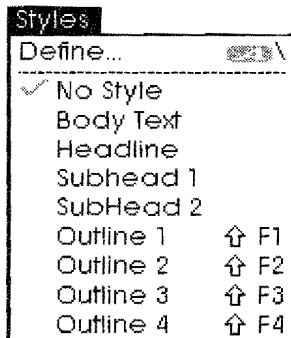 Styles
Define... \
✓ No Style
Body Text
Headline
Subhead 1
SubHead 2
Outline 1 ⇧ F1
Outline 2 ⇧ F2
Outline 3 ⇧ F3
Outline 4 ⇧ F4